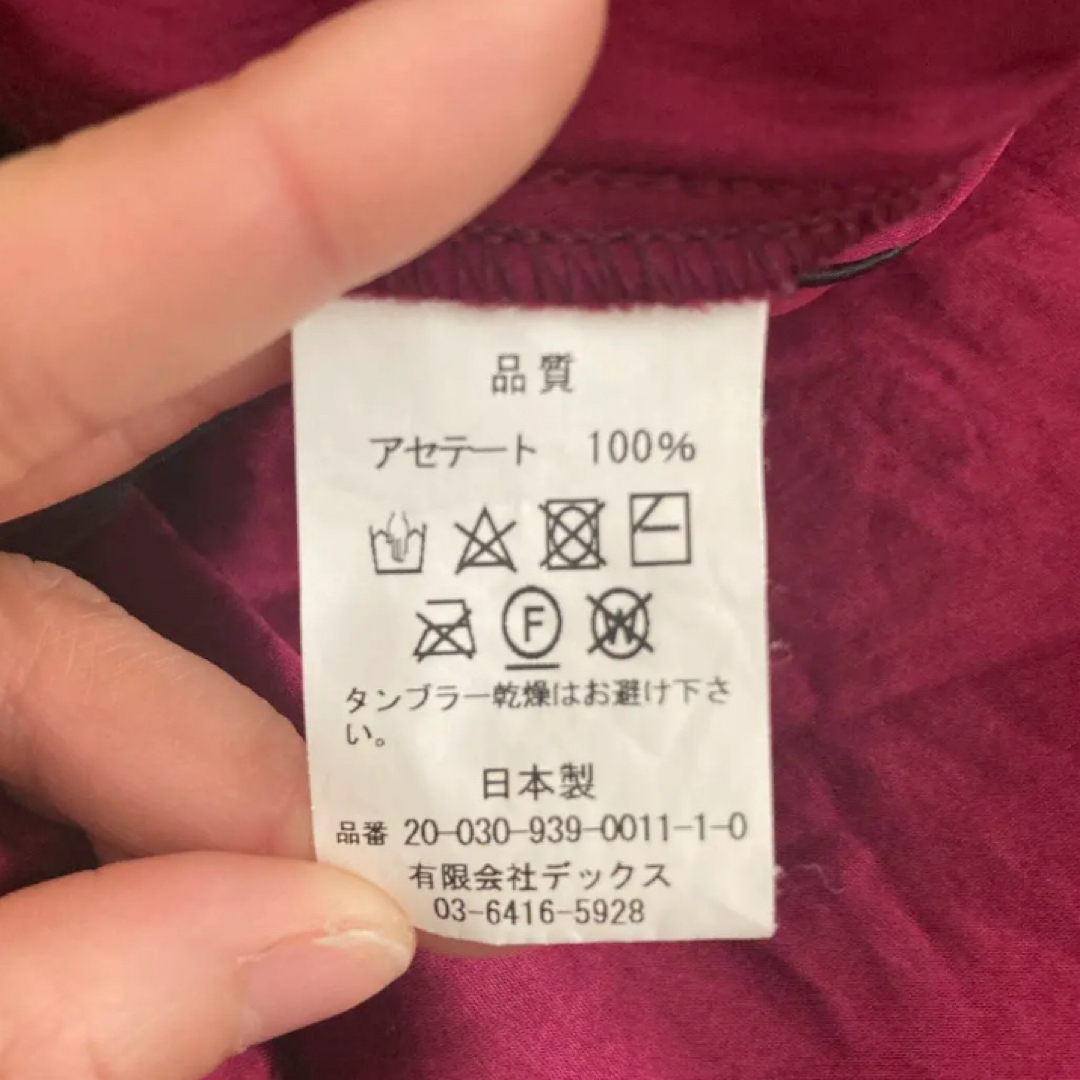 品質
アセテート 100%
F
W
タンブラー乾燥はお避け下さ
い。
日本製
品番 20-030-939-0011-1-0
有限会社デックス
03-6416-5928